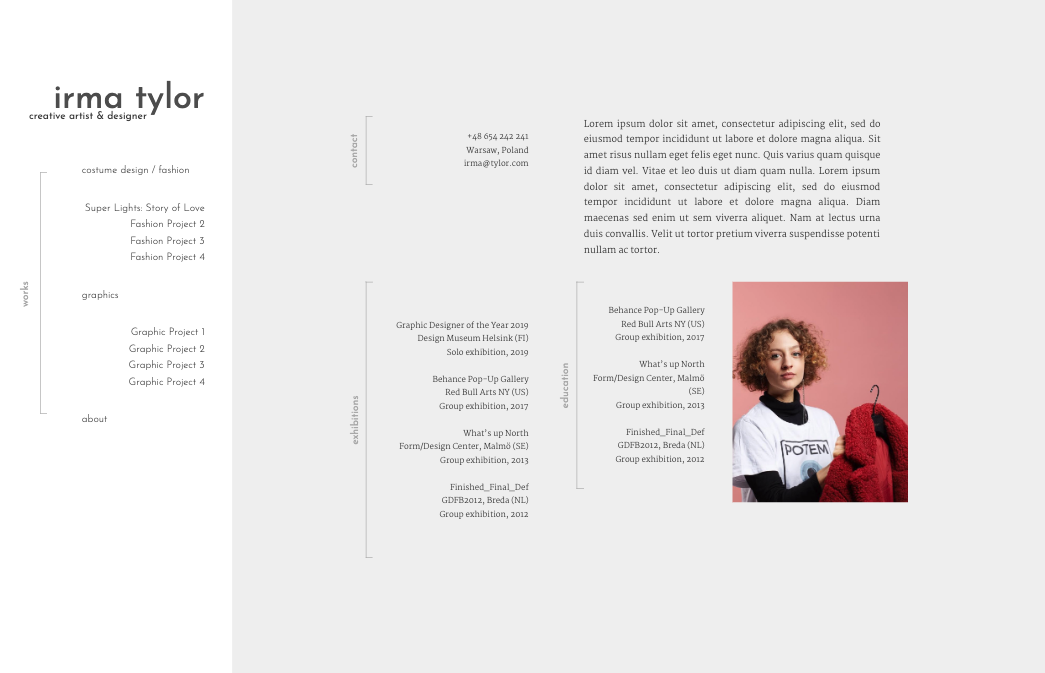 irma tylor
creative artist & designer
works
costume design / fashion
Super Lights: Story of Love
Fashion Project 2
Fashion Project 3
Fashion Project 4
graphics
Graphic Project 1
Graphic Project 2
Graphic Project 3
Graphic Project 4
about
contact
+48 654 242 241
Warsaw, Poland
irma@tylor.com
Lorem ipsum dolor sit amet, consectetur adipiscing elit, sed do
eiusmod tempor incididunt ut labore et dolore magna aliqua. Sit
amet risus nullam eget felis eget nunc. Quis varius quam quisque
id diam vel. Vitae et leo duis ut diam quam nulla. Lorem ipsum
dolor sit amet, consectetur adipiscing elit, sed do eiusmod
tempor incididunt ut labore et dolore magna aliqua. Diam
maecenas sed enim ut sem viverra aliquet. Nam at lectus urna
duis convallis. Velit ut tortor pretium viverra suspendisse potenti
nullam ac tortor.
exhibitions
Graphic Designer of the Year 2019
Design Museum Helsink (FI)
Solo exhibition, 2019
Behance Pop-Up Gallery
Red Bull Arts NY (US)
Group exhibition, 2017
What's up North
Form/Design Center, Malmö (SE)
Group exhibition, 2013
Finished_Final_Def
GDFB2012, Breda (NL)
Group exhibition, 2012
education
Behance Pop-Up Gallery
Red Bull Arts NY (US)
Group exhibition, 2017
What's up North
Form/Design Center, Malmö
(SE)
Group exhibition, 2013
Finished_Final_Def
GDFB2012, Breda (NL)
Group exhibition, 2012
POTEM